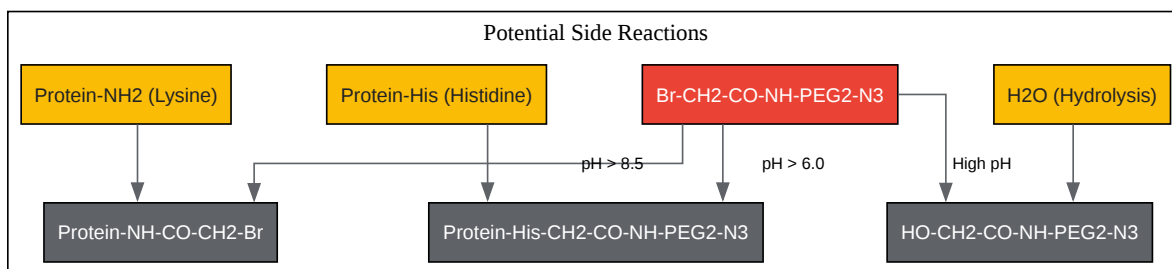 Potential Side Reactions
Protein-NH2 (Lysine)
Protein-His (Histidine)
Br-CH2-CO-NH-PEG2-N3
H2O (Hydrolysis)
pH > 8.5
pH > 6.0
High pH
Protein-NH-CO-CH2-Br
Protein-His-CH2-CO-NH-PEG2-N3
HO-CH2-CO-NH-PEG2-N3